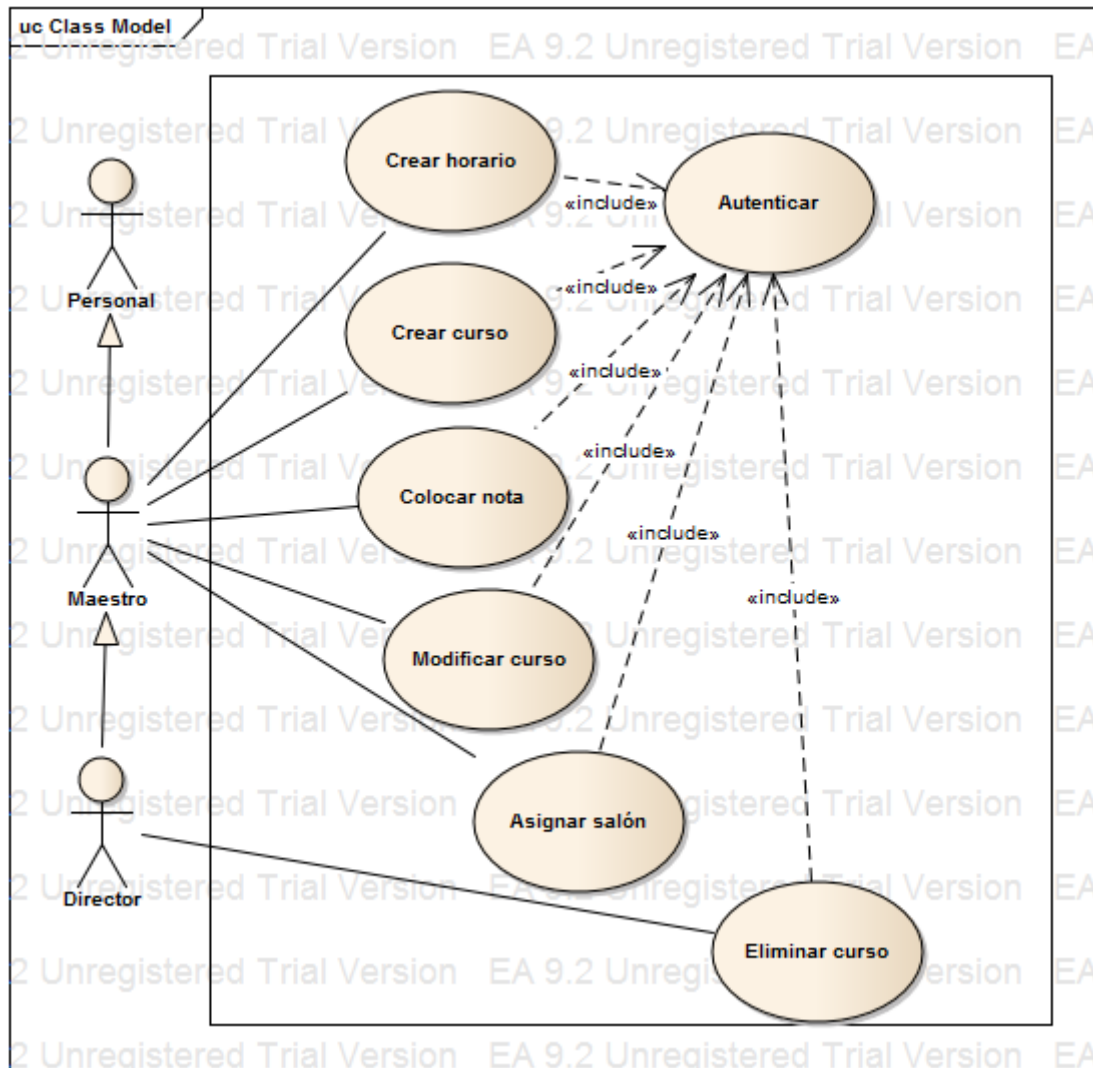 uc Class Model
EA 9.2 Unregistered Trial Version
Crear horario
Autenticar
«include»
Personal
«include»
Crear curso
«include»
«include»
Colocar nota
«include»
Maestro
«include»
Modificar curso
Asignar salón
Director
Eliminar curso